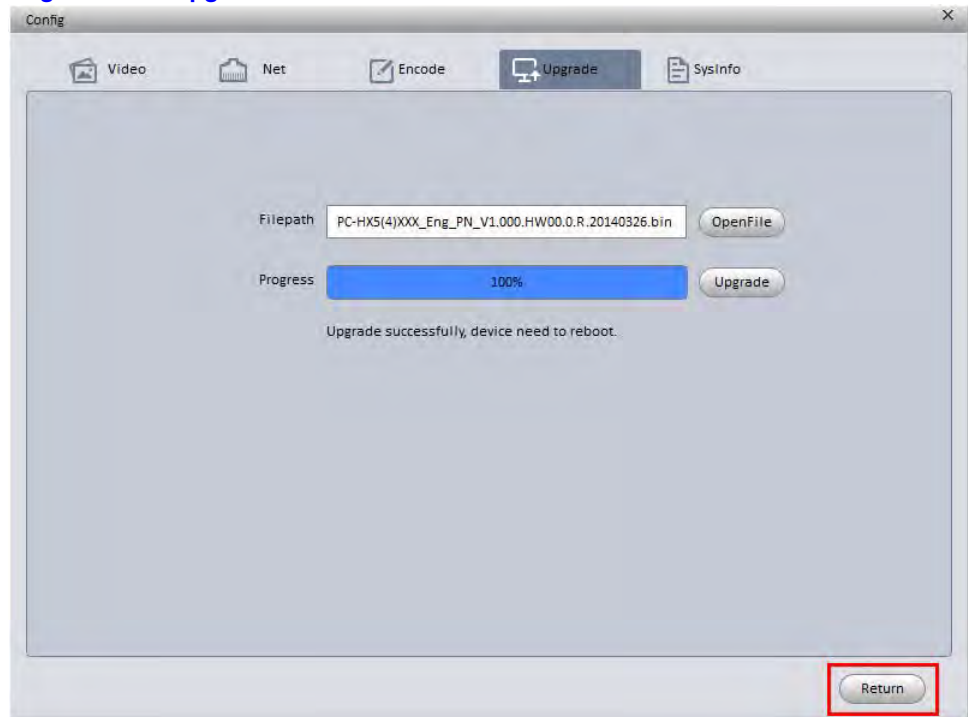 Config
Video Net Encode Upgrade SysInfo
Filepath PC-HX5(4)XXX_Eng_PN_V1.000.HW00.0.R.20140326.bin OpenFile
Progress 100% Upgrade
Upgrade successfully, device need to reboot.
Return